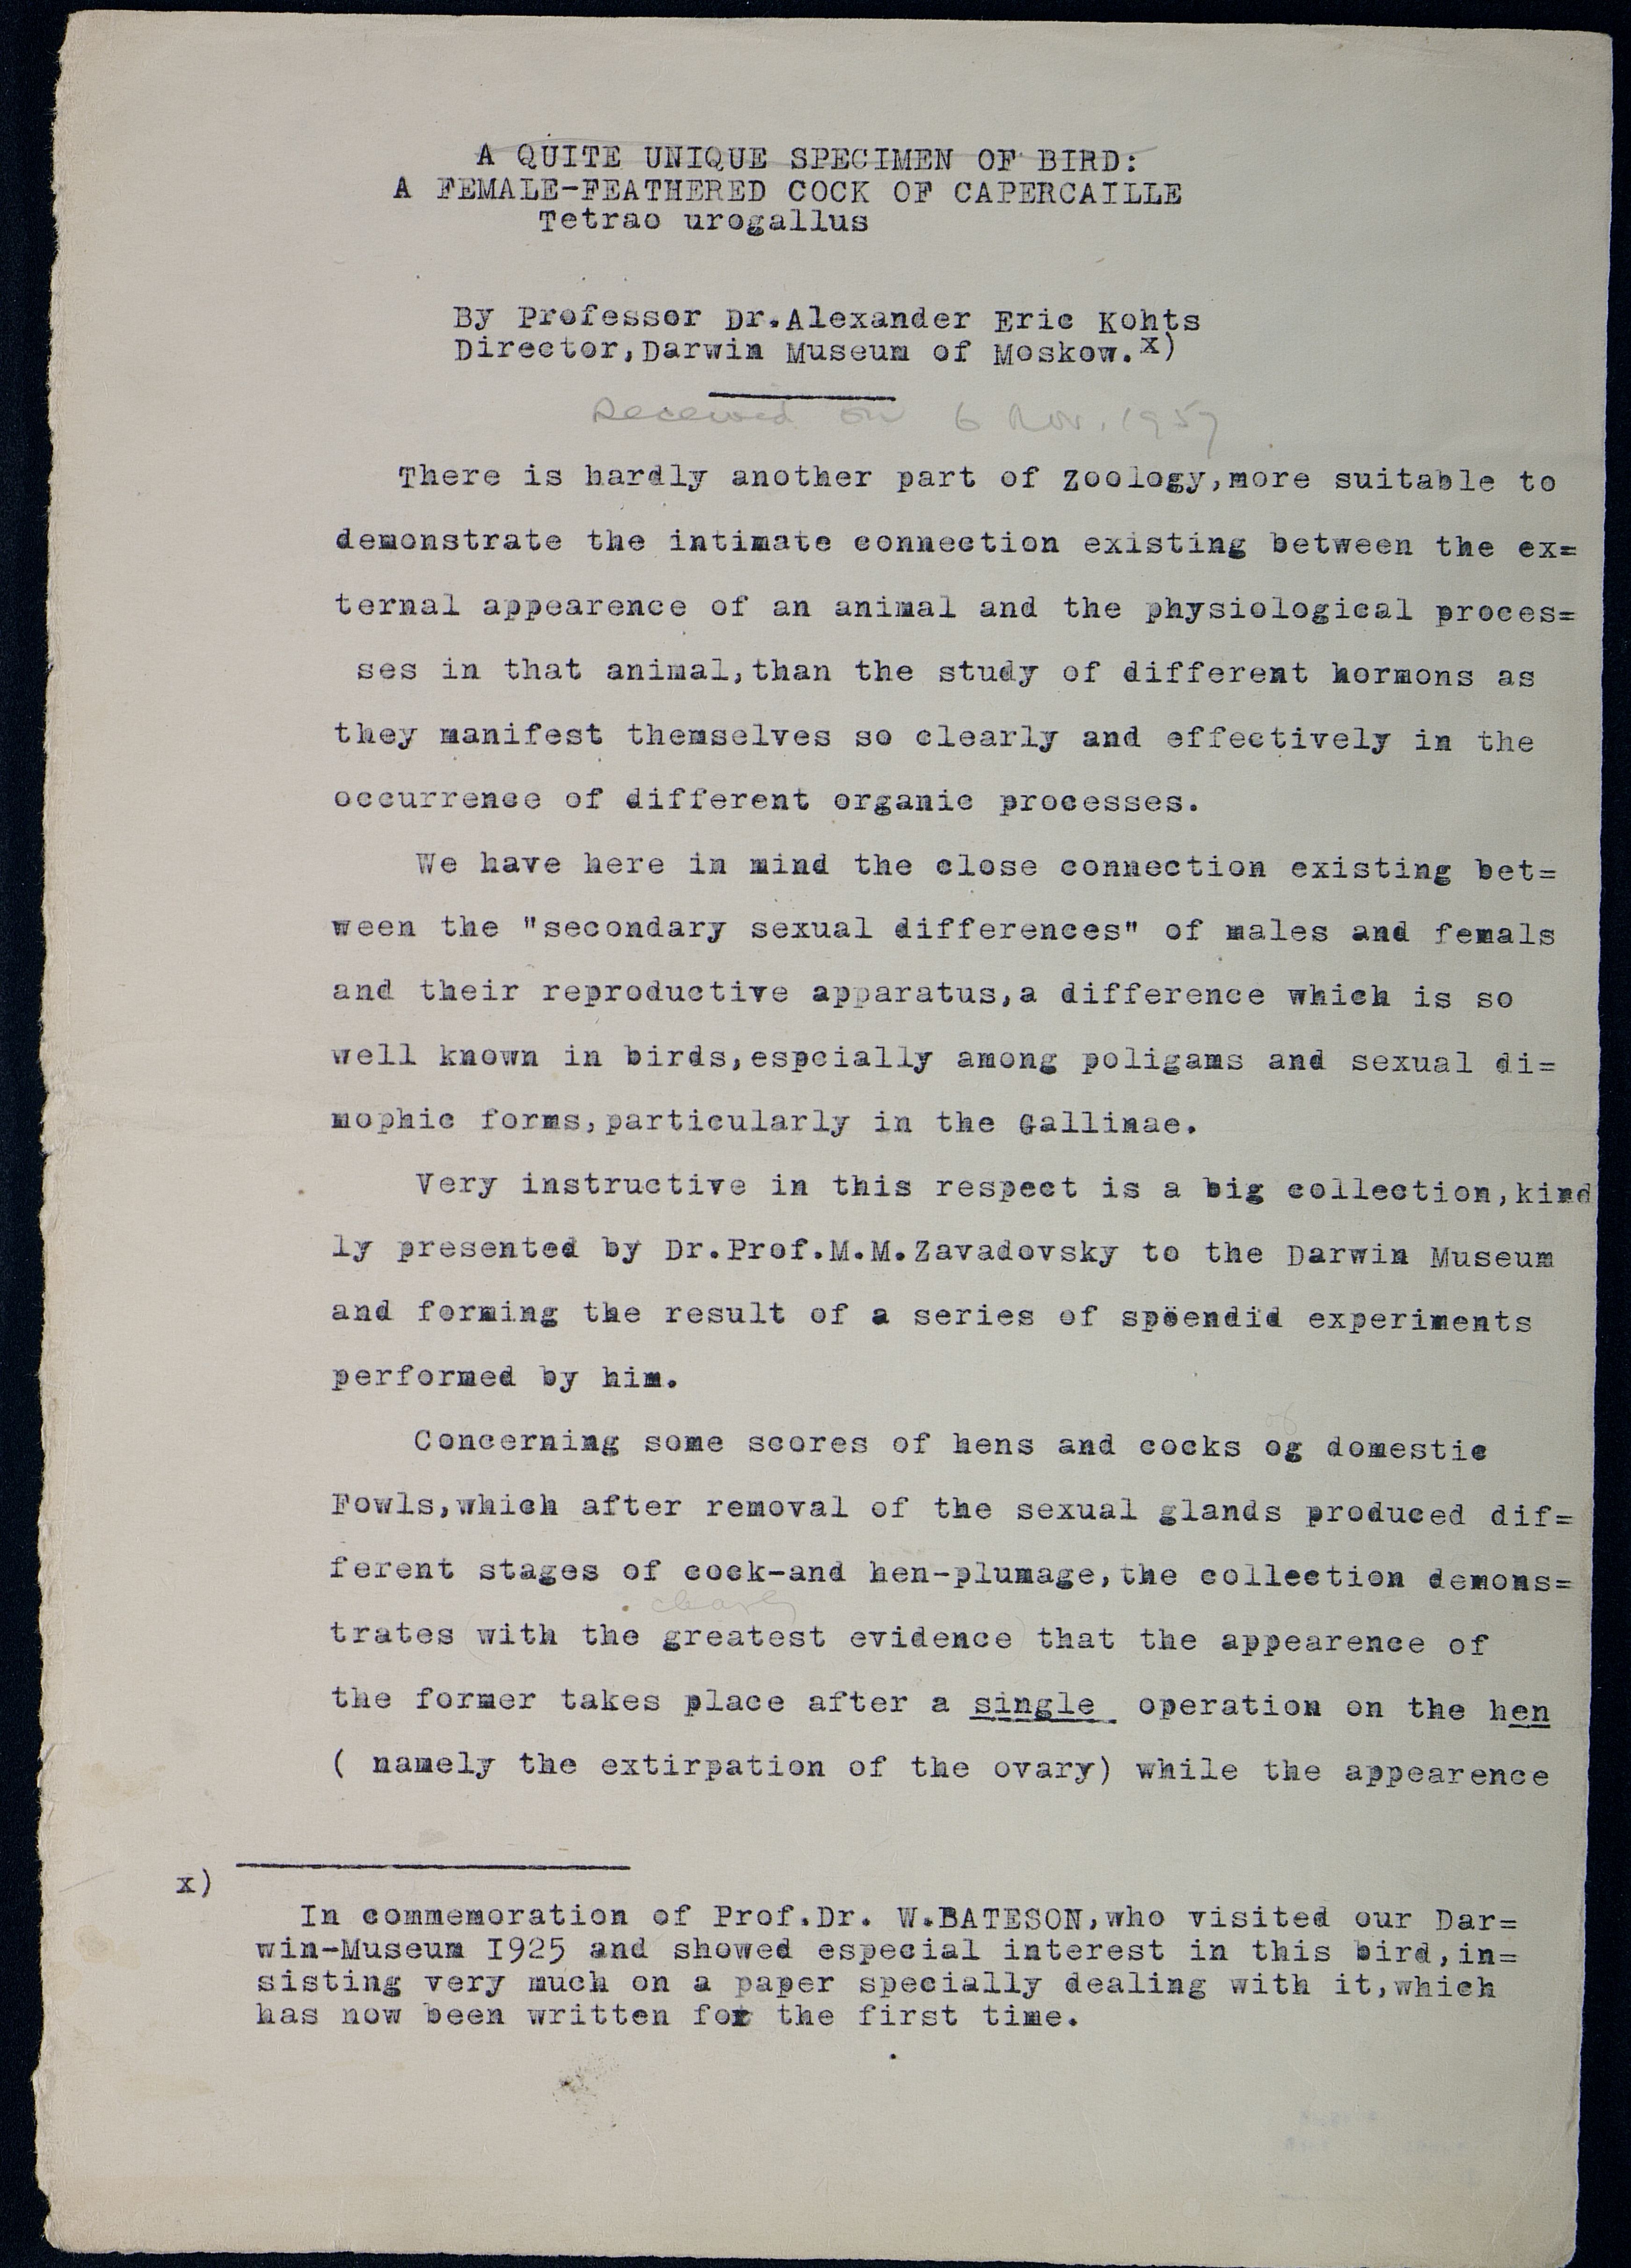 A QUITE UNIQUE SPECIMEN OF BIRD:
A FEMALE-FEATHERED COCK OF CAPERCAILLE
Tetrao urogallus
By Professor Dr.Alexander Eric Kohts
Director,Darwin Museum of Moskow.x)
Received on 6 Nov. 1957
There is hardly another part of Zoology,more suitable to
demonstrate the intimate connection existing between the ex=
ternal appearence of an animal and the physiological proces=
ses in that animal,than the study of different hormons as
they manifest themselves so clearly and effectively in the
occurrence of different organic processes.
We have here in mind the close connection existing bet=
ween the "secondary sexual differences" of males and femals
and their reproductive apparatus,a difference which is so
well known in birds,espcially among poligams and sexual di=
mophic forms,particularly in the Gallinae.
Very instructive in this respect is a big collection,kind
ly presented by Dr.Prof.M.M.Zavadovsky to the Darwin Museum
and forming the result of a series of spöendid experiments
performed by him.
of
Concerning some scores of hens and cocks og domestic
Fowls,which after removal of the sexual glands produced dif=
ferent stages of cock-and hen-plumage,the collection demons=
clearly
trates (with the greatest evidence) that the appearence of
the former takes place after a single operation on the hen
( namely the extirpation of the ovary) while the appearence
x)
In commemoration of Prof.Dr. W.BATESON,who visited our Dar=
win-Museum I925 and showed especial interest in this bird,in=
sisting very much on a paper specially dealing with it,which
has now been written for the first time.